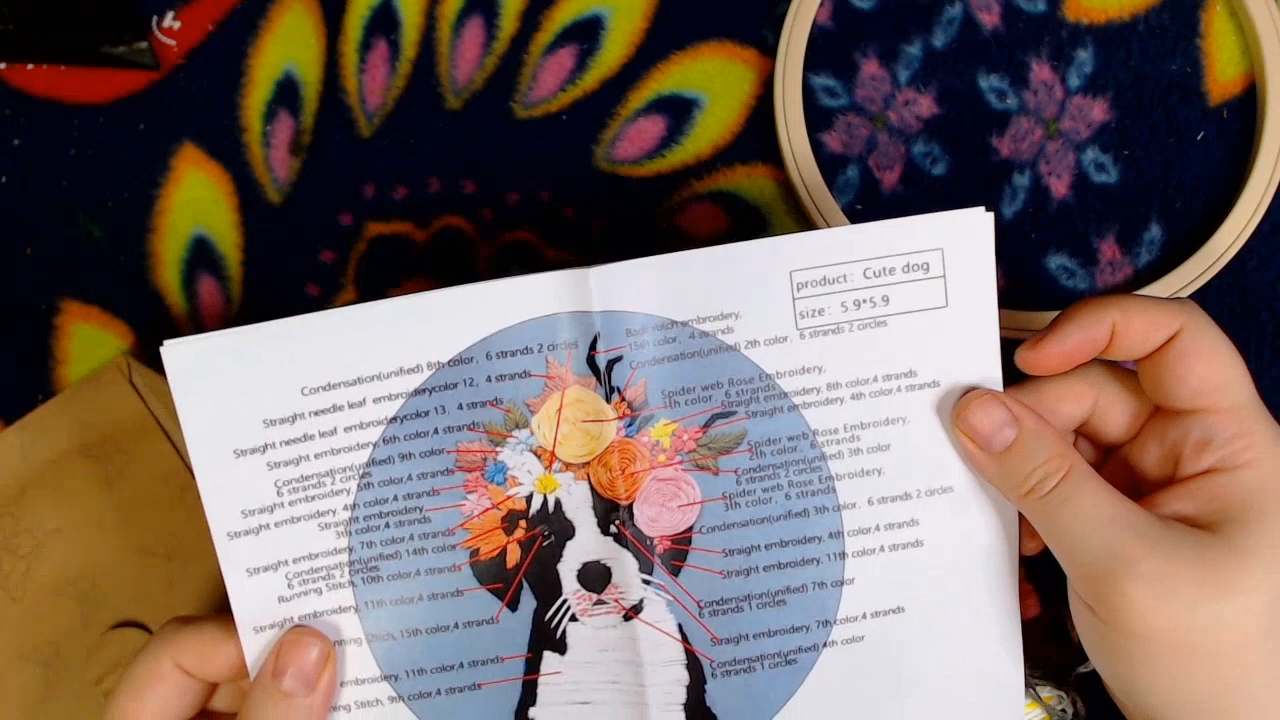 product: Cute dog
size: 5.9*5.9
Back stitch embroidery,
15th color, 4 strands
Condensation(unified) 2th color, 6 strands 2 circles
Spider web Rose Embroidery,
1th color, 6 strands
Straight embroidery, 8th color,4 strands
Straight embroidery, 4th color,4 strands
Spider web Rose Embroidery,
2th color, 6 strands
Condensation(unified) 3th color
6 strands 2 circles
Spider web Rose Embroidery,
3th color, 6 strands
Condensation(unified) 3th color, 6 strands 2 circles
Straight embroidery, 4th color,4 strands
Straight embroidery, 11th color,4 strands
Condensation(unified) 7th color
6 strands 1 circles
Straight embroidery, 7th color,4 strands
Condensation(unified) 4th color
6 strands 1 circles
Condensation(unified) 8th color, 6 strands 2 circles
Straight needle leaf embroiderycolor 12, 4 strands
Straight needle leaf embroiderycolor 13, 4 strands
Straight embroidery, 6th color,4 strands
Condensation(unified) 9th color
6 strands 2 circles
Straight embroidery, 5th color,4 strands
Straight embroidery, 4th color,4 strands
Straight embroidery
3th color,4 strands
Straight embroidery, 7th color,4 strands
Condensation(unified) 14th color
6 strands 2 circles
Running Stitch, 10th color,4 strands
Straight embroidery, 11th color,4 strands
Stitch, 15th color,4 strands
embroidery, 11th color,4 strands
Stitch, 9th color,4 strands